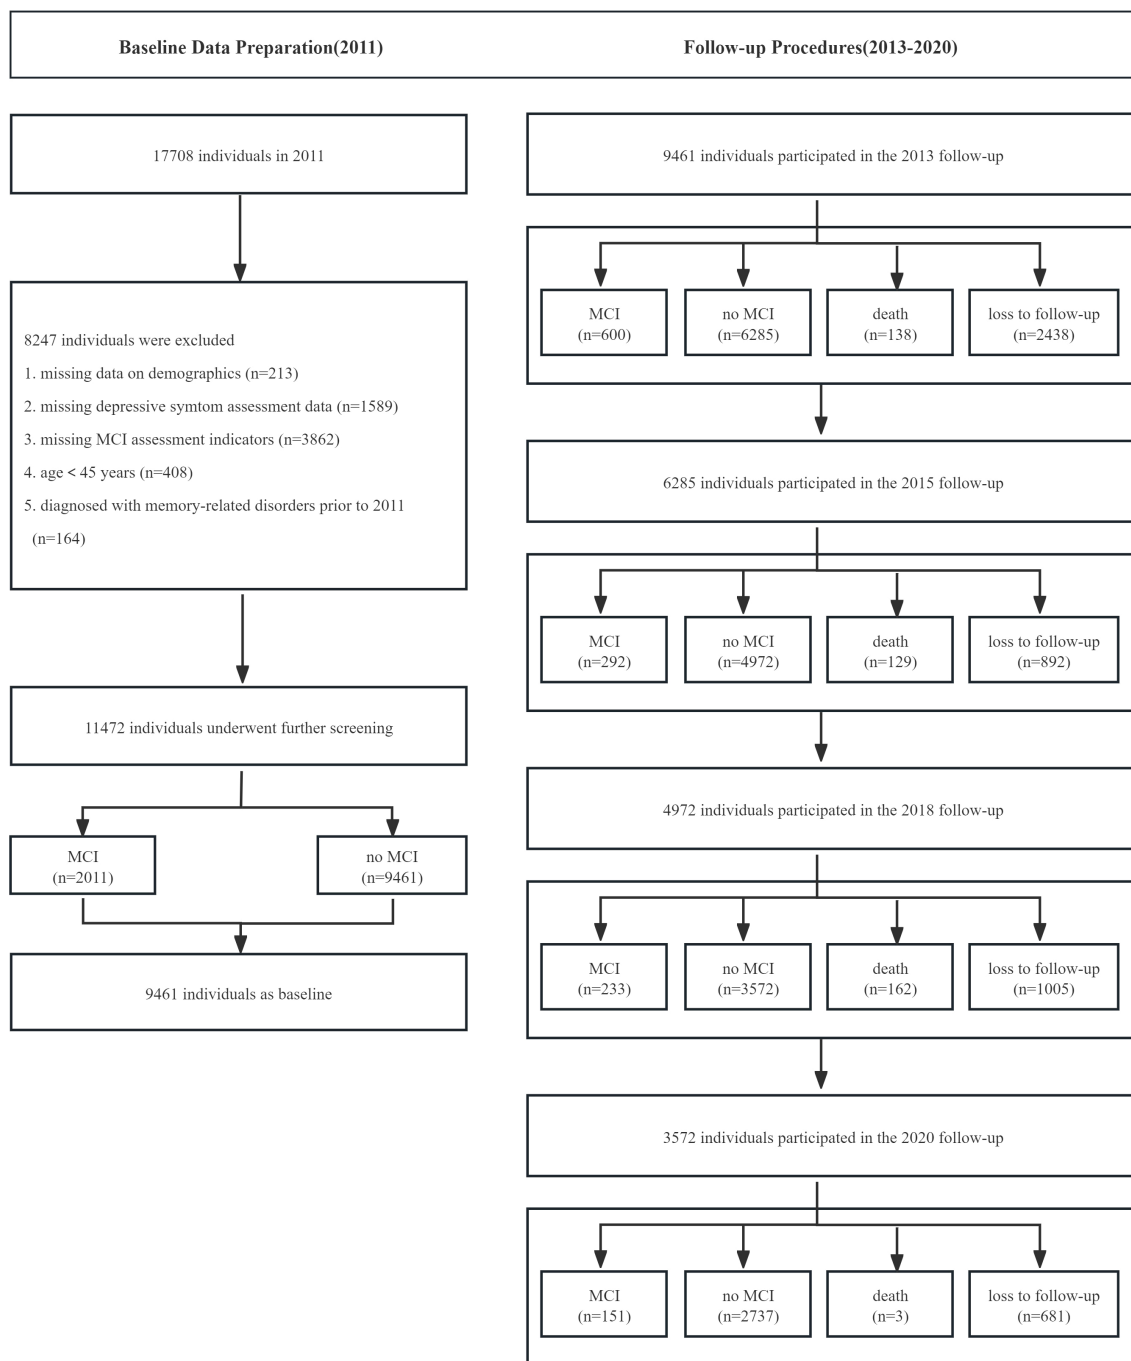 Baseline Data Preparation(2011)
Follow-up Procedures(2013-2020)
17708 individuals in 2011
8247 individuals were excluded
1. missing data on demographics (n=213)
2. missing depressive symtom assessment data (n=1589)
3. missing MCI assessment indicators (n=3862)
4. age < 45 years (n=408)
5. diagnosed with memory-related disorders prior to 2011
(n=164)
11472 individuals underwent further screening
MCI
(n=2011)
no MCI
(n=9461)
9461 individuals as baseline
9461 individuals participated in the 2013 follow-up
MCI
(n=600)
no MCI
(n=6285)
death
(n=138)
loss to follow-up
(n=2438)
6285 individuals participated in the 2015 follow-up
MCI
(n=292)
no MCI
(n=4972)
death
(n=129)
loss to follow-up
(n=892)
4972 individuals participated in the 2018 follow-up
MCI
(n=233)
no MCI
(n=3572)
death
(n=162)
loss to follow-up
(n=1005)
3572 individuals participated in the 2020 follow-up
MCI
(n=151)
no MCI
(n=2737)
death
(n=3)
loss to follow-up
(n=681)